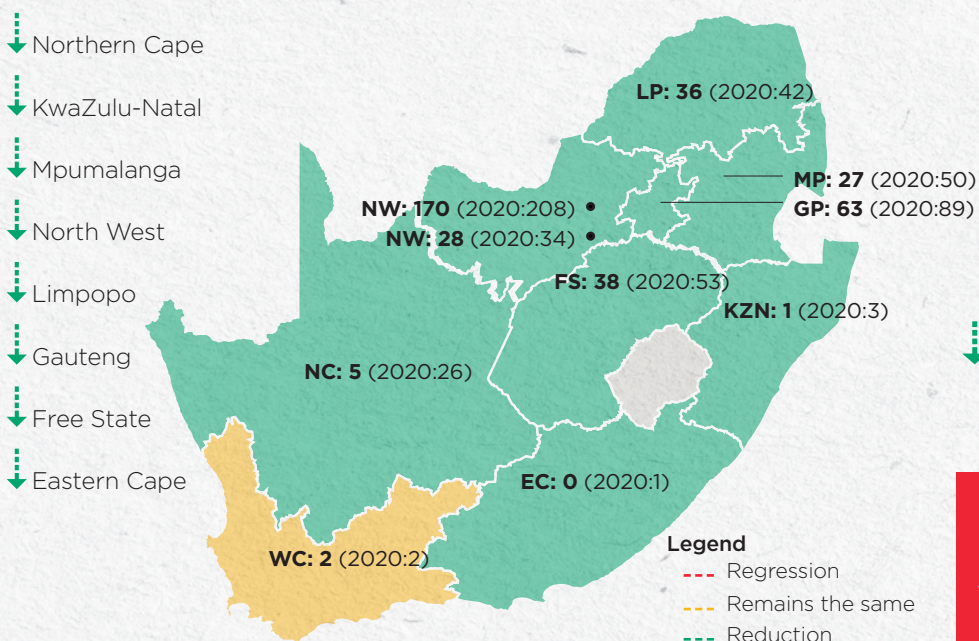 Northern Cape
KwaZulu-Natal
Mpumalanga
North West
Limpopo
Gauteng
Free State
Eastern Cape
LP: 36 (2020:42)
MP: 27 (2020:50)
GP: 63 (2020:89)
NW: 170 (2020:208)
NW: 28 (2020:34)
FS: 38 (2020:53)
KZN: 1 (2020:3)
NC: 5 (2020:26)
EC: 0 (2020:1)
WC: 2 (2020:2)
Legend
Regression
Remains the same
Reduction